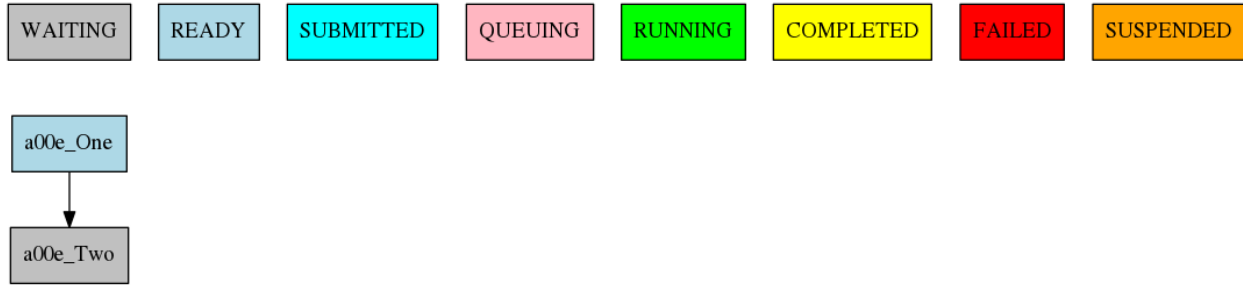 WAITING READY SUBMITTED QUEUING RUNNING COMPLETED FAILED SUSPENDED
a00e_One
a00e_Two